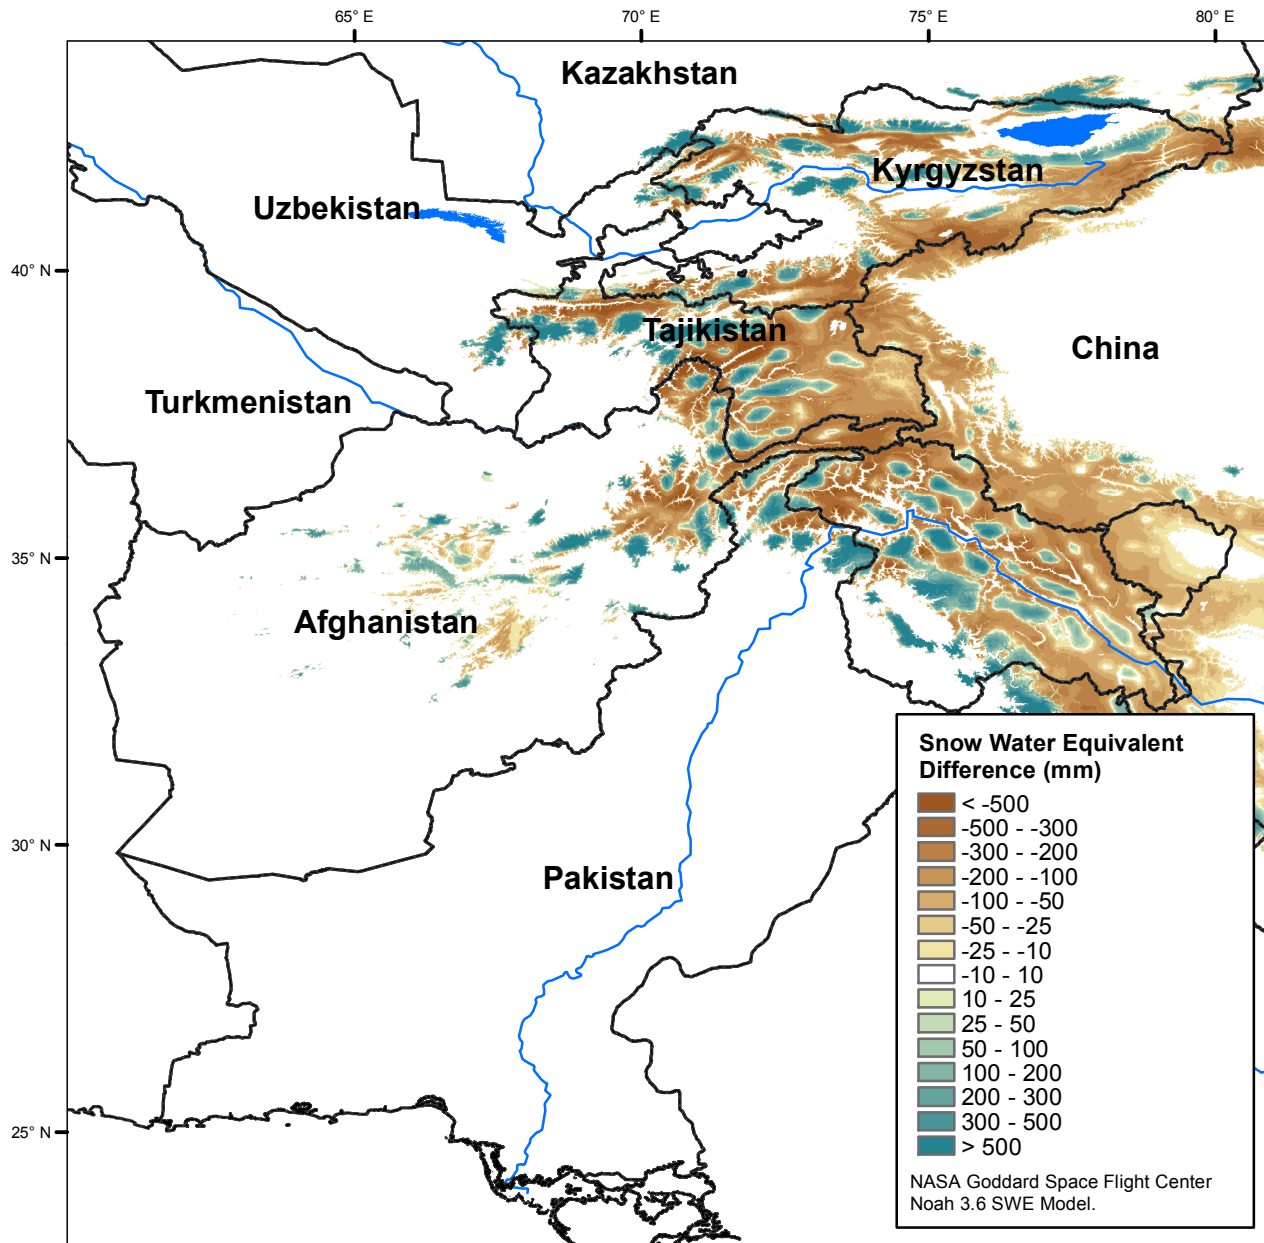 65° E
70° E
75° E
80° E
Kazakhstan
Kyrgyzstan
Uzbekistan
40° N
Tajikistan
China
Turkmenistan
35° N
Afghanistan
Snow Water Equivalent
Difference (mm)
< -500
-500 - -300
-300 - -200
-200 - -100
-100 - -50
-50 - -25
-25 - -10
-10 - 10
10 - 25
25 - 50
50 - 100
100 - 200
200 - 300
300 - 500
> 500
30° N
Pakistan
25° N
NASA Goddard Space Flight Center
Noah 3.6 SWE Model.